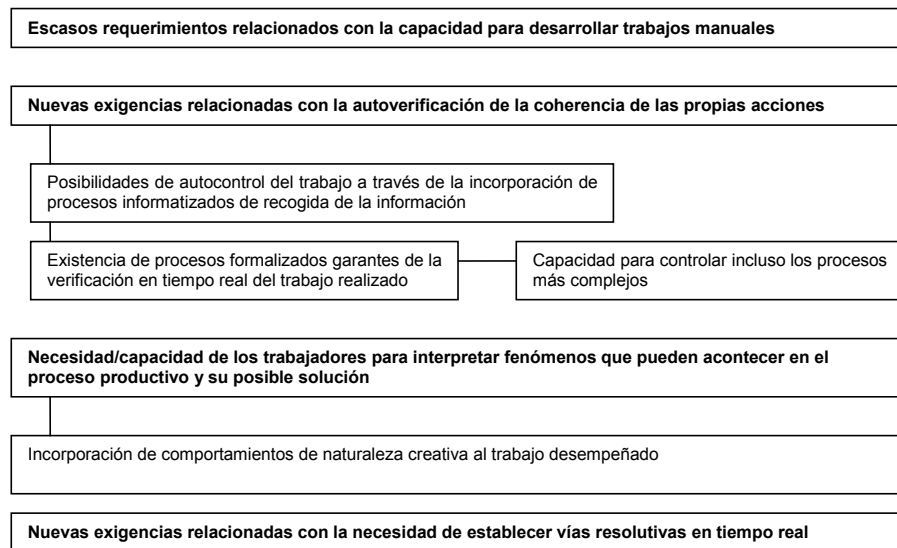 Escasos requerimientos relacionados con la capacidad para desarrollar trabajos manuales
Nuevas exigencias relacionadas con la autoverificación de la coherencia de las propias acciones
Posibilidades de autocontrol del trabajo a través de la incorporación de
procesos informatizados de recogida de la información
Existencia de procesos formalizados garantes de la
verificación en tiempo real del trabajo realizado
Capacidad para controlar incluso los procesos
más complejos
Necesidad/capacidad de los trabajadores para interpretar fenómenos que pueden acontecer en el
proceso productivo y su posible solución
Incorporación de comportamientos de naturaleza creativa al trabajo desempeñado
Nuevas exigencias relacionadas con la necesidad de establecer vías resolutivas en tiempo real